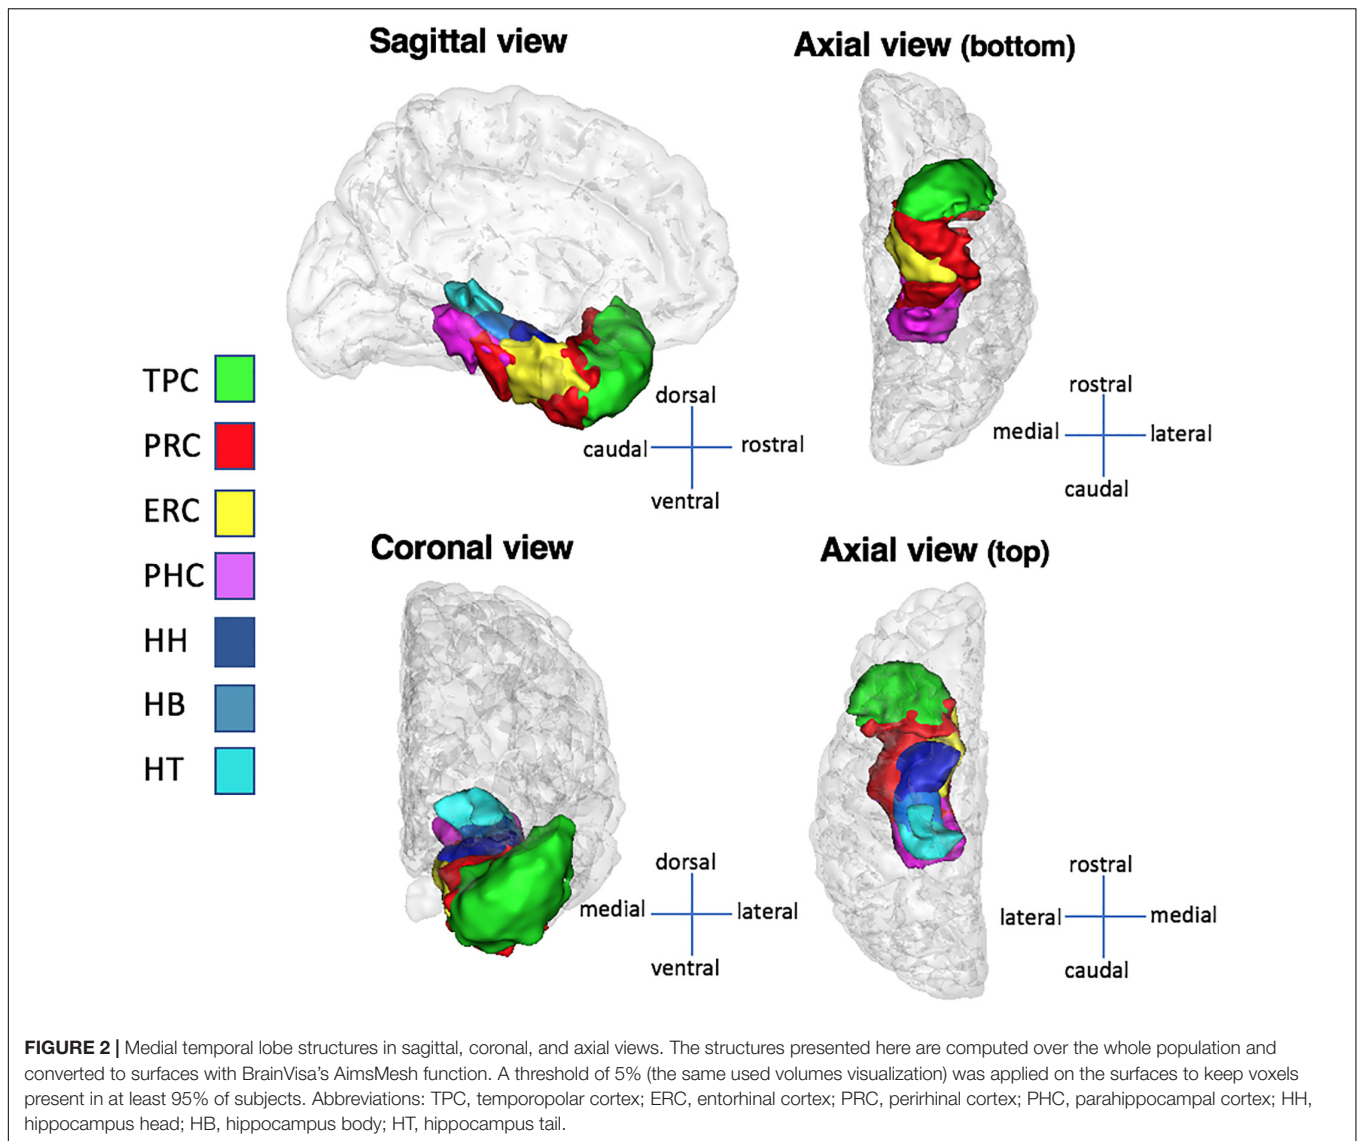 Sagittal view
Axial view (bottom)
TPC
PRC
ERC
PHC
HH
HB
HT
dorsal
caudal
rostral
ventral
rostral
medial
lateral
caudal
Coronal view
Axial view (top)
dorsal
medial
lateral
ventral
rostral
lateral
medial
caudal
FIGURE 2 | Medial temporal lobe structures in sagittal, coronal, and axial views. The structures presented here are computed over the whole population and
converted to surfaces with BrainVisa's AimsMesh function. A threshold of 5% (the same used volumes visualization) was applied on the surfaces to keep voxels
present in at least 95% of subjects. Abbreviations: TPC, temporopolar cortex; ERC, entorhinal cortex; PRC, perirhinal cortex; PHC, parahippocampal cortex; HH,
hippocampus head; HB, hippocampus body; HT, hippocampus tail.